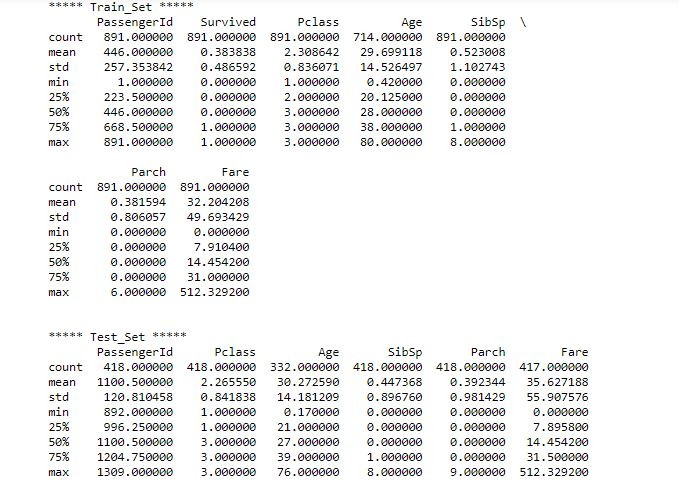 ***** Train_Set *****
PassengerId Survived Pclass Age SibSp \
count 891.000000 891.000000 891.000000 714.000000 891.000000
mean 446.000000 0.383838 2.308642 29.699118 0.523008
std 257.353842 0.486592 0.836071 14.526497 1.102743
min 1.000000 0.000000 1.000000 0.420000 0.000000
25% 223.500000 0.000000 2.000000 20.125000 0.000000
50% 446.000000 0.000000 3.000000 28.000000 0.000000
75% 668.500000 1.000000 3.000000 38.000000 1.000000
max 891.000000 1.000000 3.000000 80.000000 8.000000
Parch Fare
count 891.000000 891.000000
mean 0.381594 32.204208
std 0.806057 49.693429
min 0.000000 0.000000
25% 0.000000 7.910400
50% 0.000000 14.454200
75% 0.000000 31.000000
max 6.000000 512.329200
***** Test_Set *****
PassengerId Pclass Age SibSp Parch Fare
count 418.000000 418.000000 332.000000 418.000000 418.000000 417.000000
mean 1100.500000 2.265550 30.272590 0.447368 0.392344 35.627188
std 120.810458 0.841838 14.181209 0.896760 0.981429 55.907576
min 892.000000 1.000000 0.170000 0.000000 0.000000 0.000000
25% 996.250000 1.000000 21.000000 0.000000 0.000000 7.895800
50% 1100.500000 3.000000 27.000000 0.000000 0.000000 14.454200
75% 1204.750000 3.000000 39.000000 1.000000 0.000000 31.500000
max 1309.000000 3.000000 76.000000 8.000000 9.000000 512.329200